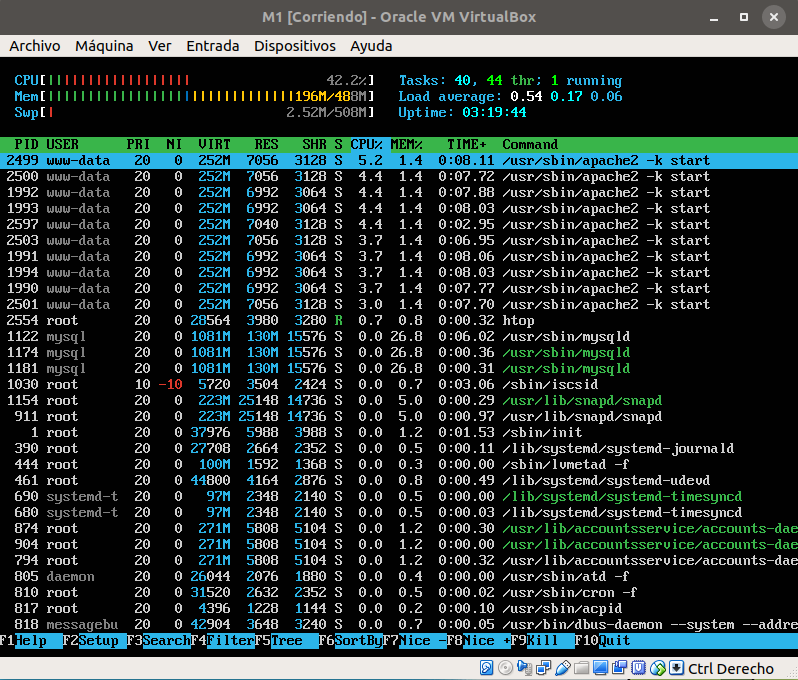 M1 [Corriendo] - Oracle VM VirtualBox
Archivo Máquina Ver Entrada Dispositivos Ayuda
CPU[|||||||||||||||||| 42.2%] Tasks: 40, 44 thr; 1 running
Mem[|||||||||||||||||||||||||||||||196M/488M] Load average: 0.54 0.17 0.06
Swp[| 2.52M/508M] Uptime: 03:19:44
PID USER PRI NI VIRT RES SHR S CPU% MEM% TIME+ Command
2499 www-data 20 0 252M 7056 3128 S 5.2 1.4 0:08.11 /usr/sbin/apache2 -k start
2500 www-data 20 0 252M 7056 3128 S 4.4 1.4 0:07.72 /usr/sbin/apache2 -k start
1992 www-data 20 0 252M 6992 3064 S 4.4 1.4 0:07.88 /usr/sbin/apache2 -k start
1993 www-data 20 0 252M 6992 3064 S 4.4 1.4 0:08.03 /usr/sbin/apache2 -k start
2597 www-data 20 0 252M 7040 3128 S 4.4 1.4 0:02.95 /usr/sbin/apache2 -k start
2503 www-data 20 0 252M 7056 3128 S 3.7 1.4 0:06.95 /usr/sbin/apache2 -k start
1991 www-data 20 0 252M 6992 3064 S 3.7 1.4 0:08.06 /usr/sbin/apache2 -k start
1994 www-data 20 0 252M 6992 3064 S 3.7 1.4 0:08.03 /usr/sbin/apache2 -k start
1990 www-data 20 0 252M 6992 3064 S 3.7 1.4 0:07.77 /usr/sbin/apache2 -k start
2501 www-data 20 0 252M 7056 3128 S 3.0 1.4 0:07.70 /usr/sbin/apache2 -k start
2554 root 20 0 28564 3980 3280 R 0.7 0.8 0:00.32 htop
1122 mysql 20 0 1081M 130M 15576 S 0.0 26.8 0:06.02 /usr/sbin/mysqld
1174 mysql 20 0 1081M 130M 15576 S 0.0 26.8 0:00.36 /usr/sbin/mysqld
1181 mysql 20 0 1081M 130M 15576 S 0.0 26.8 0:00.31 /usr/sbin/mysqld
1030 root 10 -10 5720 3504 2424 S 0.0 0.7 0:03.06 /sbin/iscsid
1154 root 20 0 223M 25148 14736 S 0.0 5.0 0:00.29 /usr/lib/snapd/snapd
911 root 20 0 223M 25148 14736 S 0.0 5.0 0:00.97 /usr/lib/snapd/snapd
1 root 20 0 37976 5988 3988 S 0.0 1.2 0:01.53 /sbin/init
390 root 20 0 27708 2664 2352 S 0.0 0.5 0:00.11 /lib/systemd/systemd-journald
444 root 20 0 100M 1592 1368 S 0.0 0.3 0:00.00 /sbin/lvmetad -f
461 root 20 0 44800 4164 2876 S 0.0 0.8 0:00.49 /lib/systemd/systemd-udevd
690 systemd-t 20 0 97M 2348 2140 S 0.0 0.5 0:00.00 /lib/systemd/systemd-timesyncd
680 systemd-t 20 0 97M 2348 2140 S 0.0 0.5 0:00.03 /lib/systemd/systemd-timesyncd
874 root 20 0 271M 5808 5104 S 0.0 1.2 0:00.30 /usr/lib/accountsservice/accounts-dae
904 root 20 0 271M 5808 5104 S 0.0 1.2 0:00.00 /usr/lib/accountsservice/accounts-dae
794 root 20 0 271M 5808 5104 S 0.0 1.2 0:00.32 /usr/lib/accountsservice/accounts-dae
805 daemon 20 0 26044 2076 1880 S 0.0 0.4 0:00.00 /usr/sbin/atd -f
810 root 20 0 31520 2632 2352 S 0.0 0.5 0:00.00 /usr/sbin/cron -f
817 root 20 0 4396 1228 1144 S 0.0 0.2 0:00.10 /usr/sbin/acpid
818 messagebu 20 0 42904 3648 3240 S 0.0 0.7 0:00.05 /usr/bin/dbus-daemon --system --addre
F1Help F2Setup F3SearchF4FilterF5Tree F6SortByF7Nice -F8Nice +F9Kill F10Quit
Ctrl Derecho